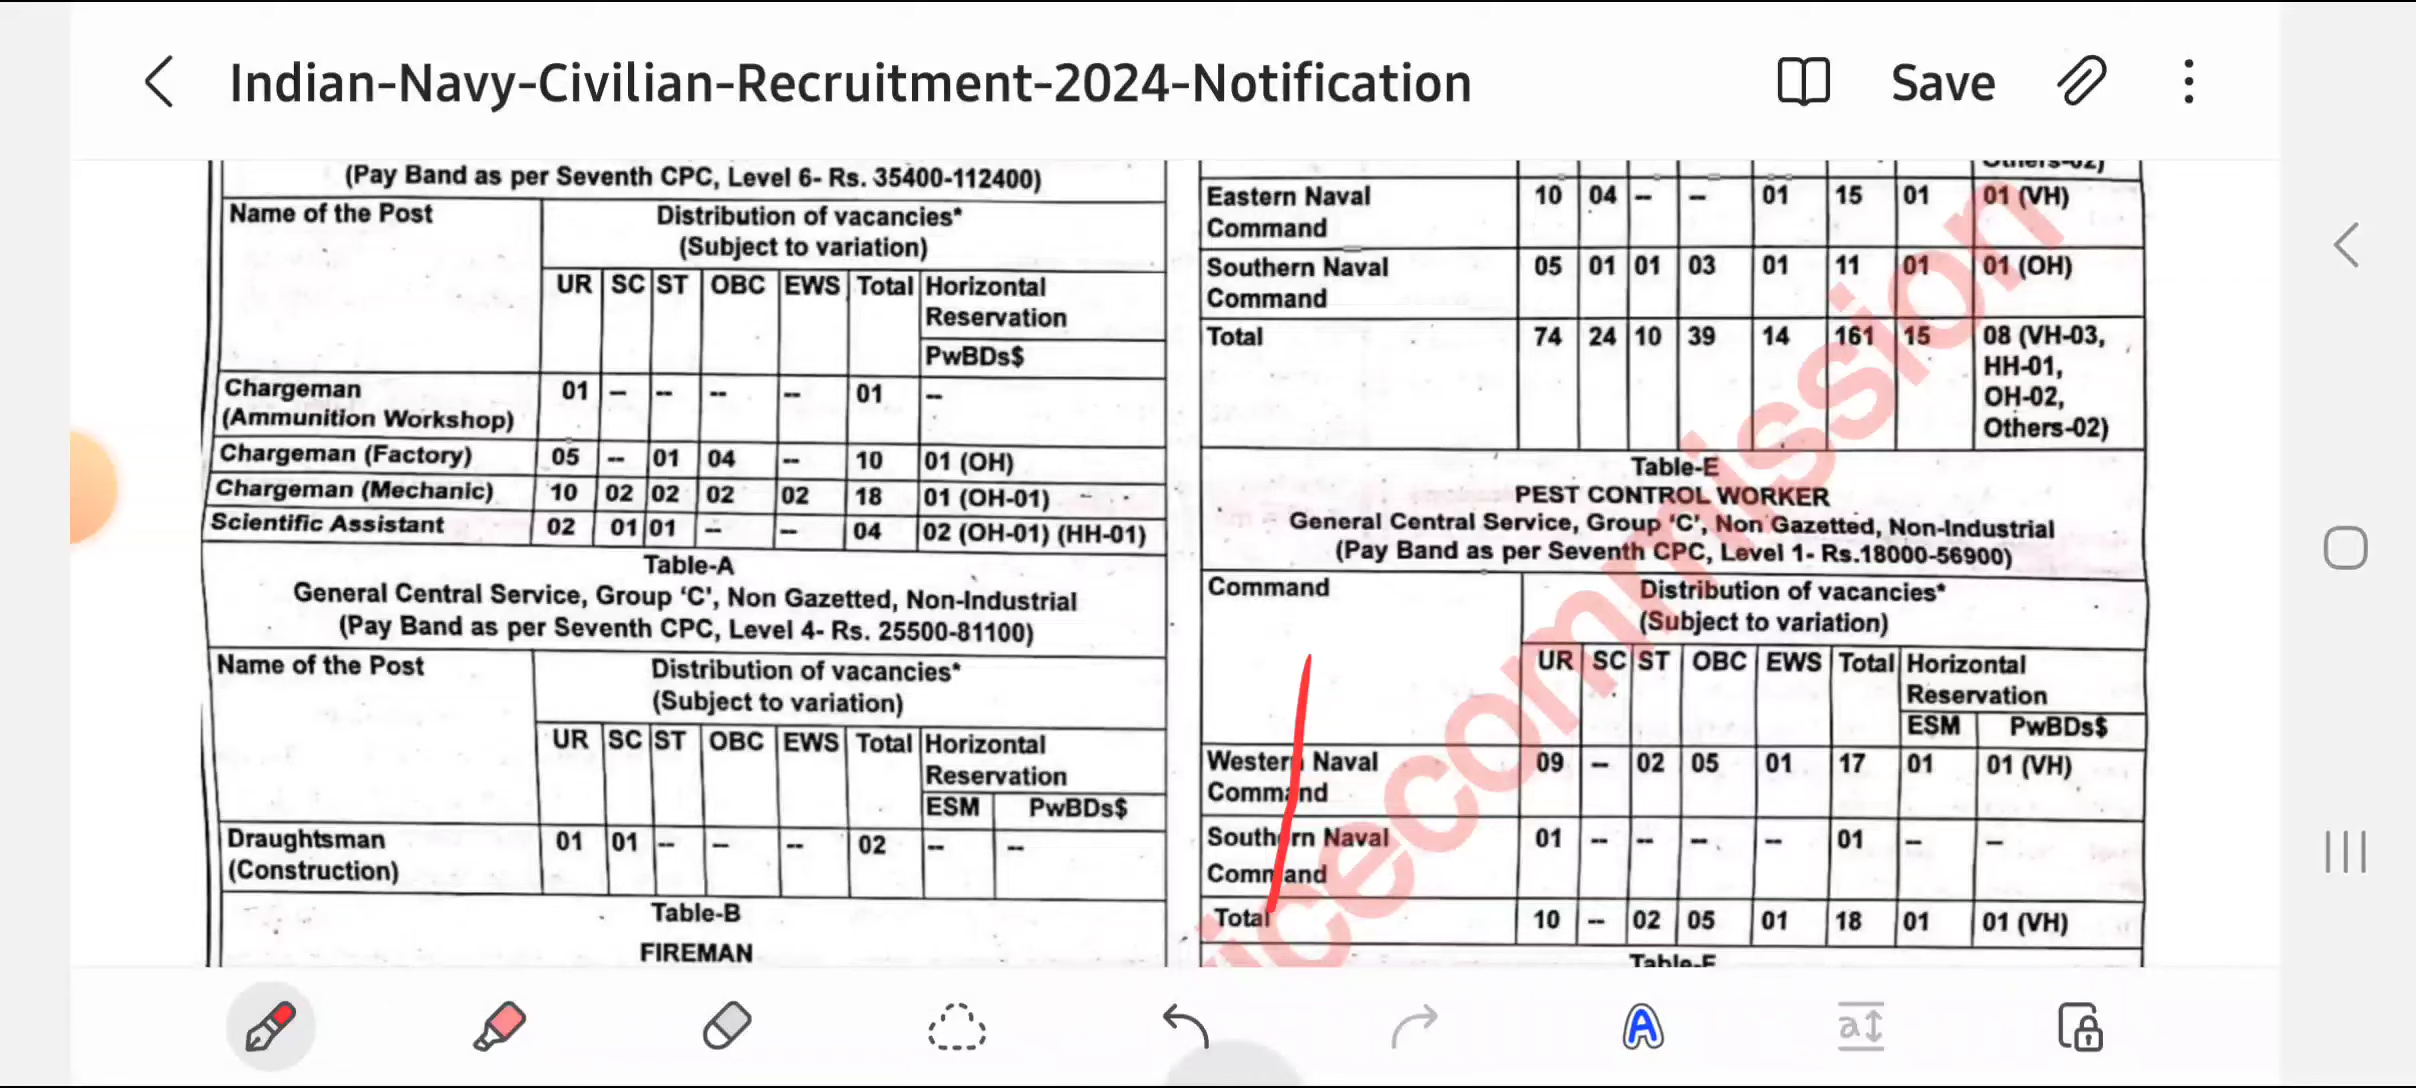 Indian-Navy-Civilian-Recruitment-2024-Notification
Save
(Pay Band as per Seventh CPC, Level 6- Rs. 35400-112400)
Name of the Post
Distribution of vacancies*
(Subject to variation)
UR SC ST OBC EWS Total Horizontal
Reservation
PwBDs$
Chargeman
(Ammunition Workshop)
01 -- -- -- -- 01 --
Chargeman (Factory) 05 -- 01 04 -- 10 01 (OH)
Chargeman (Mechanic) 10 02 02 02 02 18 01 (OH-01)
Scientific Assistant 02 01 01 -- -- 04 02 (OH-01) (HH-01)
Table-A
General Central Service, Group 'C', Non Gazetted, Non-Industrial
(Pay Band as per Seventh CPC, Level 4- Rs. 25500-81100)
Name of the Post
Distribution of vacancies*
(Subject to variation)
UR SC ST OBC EWS Total Horizontal
Reservation
ESM PwBDs$
Draughtsman
(Construction)
01 01 -- -- -- 02 -- --
Table-B
FIREMAN
Others-02)
Eastern Naval
Command
10 04 -- -- 01 15 01 01 (VH)
Southern Naval
Command
05 01 01 03 01 11 01 01 (OH)
Total 74 24 10 39 14 161 15 08 (VH-03,
HH-01,
OH-02,
Others-02)
Table-E
PEST CONTROL WORKER
General Central Service, Group 'C', Non Gazetted, Non-Industrial
(Pay Band as per Seventh CPC, Level 1- Rs.18000-56900)
Command
Distribution of vacancies*
(Subject to variation)
UR SC ST OBC EWS Total Horizontal
Reservation
ESM PwBDs$
Western Naval
Command
09 -- 02 05 01 17 01 01 (VH)
Southern Naval
Command
01 -- -- -- -- 01 -- --
Total 10 -- 02 05 01 18 01 01 (VH)
Table-F
icecommission
A
a